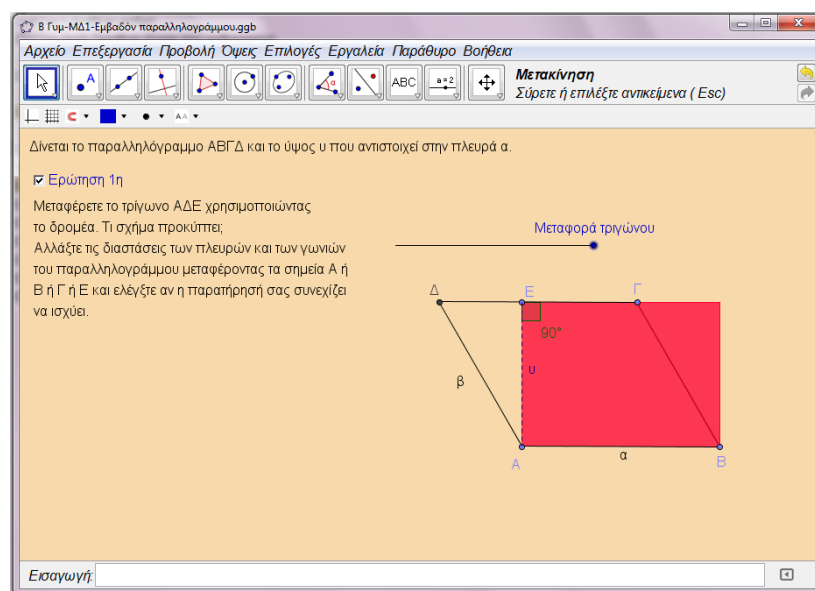 Β Γυμ-ΜΔ1-Εμβαδόν παραλληλογράμμου.ggb
Αρχείο Επεξεργασία Προβολή Όψεις Επιλογές Εργαλεία Παράθυρο Βοήθεια
A
α
ABC
a = 2
Μετακίνηση
Σύρετε ή επιλέξτε αντικείμενα ( Esc)
AA
Δίνεται το παραλληλόγραμμο ΑΒΓΔ και το ύψος υ που αντιστοιχεί στην πλευρά α.
Ερώτηση 1η
Μεταφέρετε το τρίγωνο ΑΔΕ χρησιμοποιώντας
το δρομέα. Τι σχήμα προκύπτει;
Αλλάξτε τις διαστάσεις των πλευρών και των γωνιών
του παραλληλογράμμου μεταφέροντας τα σημεία Α ή
Β ή Γ ή Ε και ελέγξτε αν η παρατήρησή σας συνεχίζει
να ισχύει.
Μεταφορά τριγώνου
Δ
Ε
Γ
90°
υ
β
Α
α
Β
Εισαγωγή: